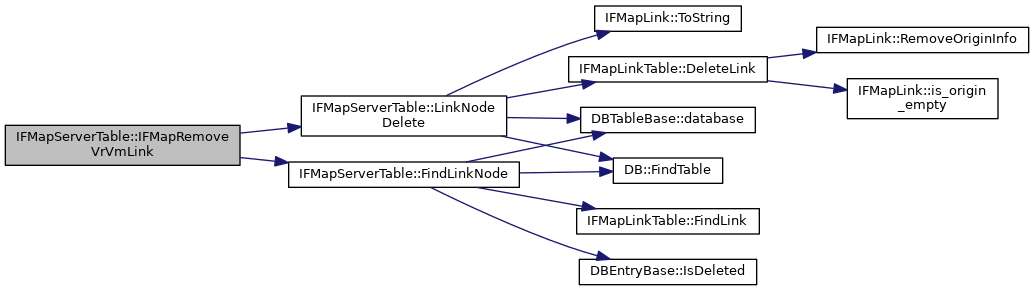 IFMapServerTable::IFMapRemove
VrVmLink
IFMapServerTable::LinkNode
Delete
IFMapServerTable::FindLinkNode
IFMapLink::ToString
IFMapLinkTable::DeleteLink
DBTableBase::database
DB::FindTable
IFMapLinkTable::FindLink
DBEntryBase::IsDeleted
IFMapLink::RemoveOriginInfo
IFMapLink::is_origin
_empty